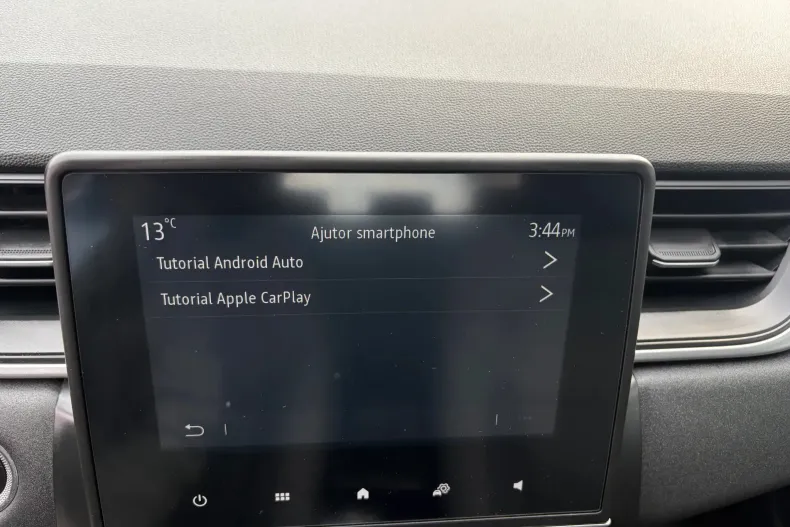 13°C
Ajutor smartphone
3:44PM
Tutorial Android Auto
Tutorial Apple CarPlay